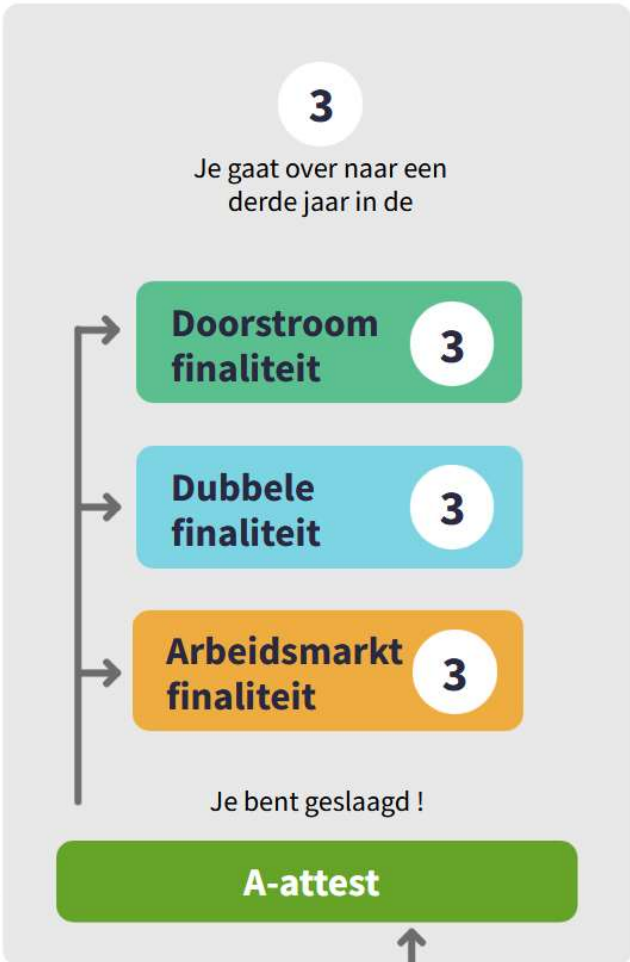 3
Je gaat over naar een
derde jaar in de
Doorstroom
finaliteit
3
Dubbele
finaliteit
3
Arbeidsmarkt
finaliteit
3
Je bent geslaagd !
A-attest